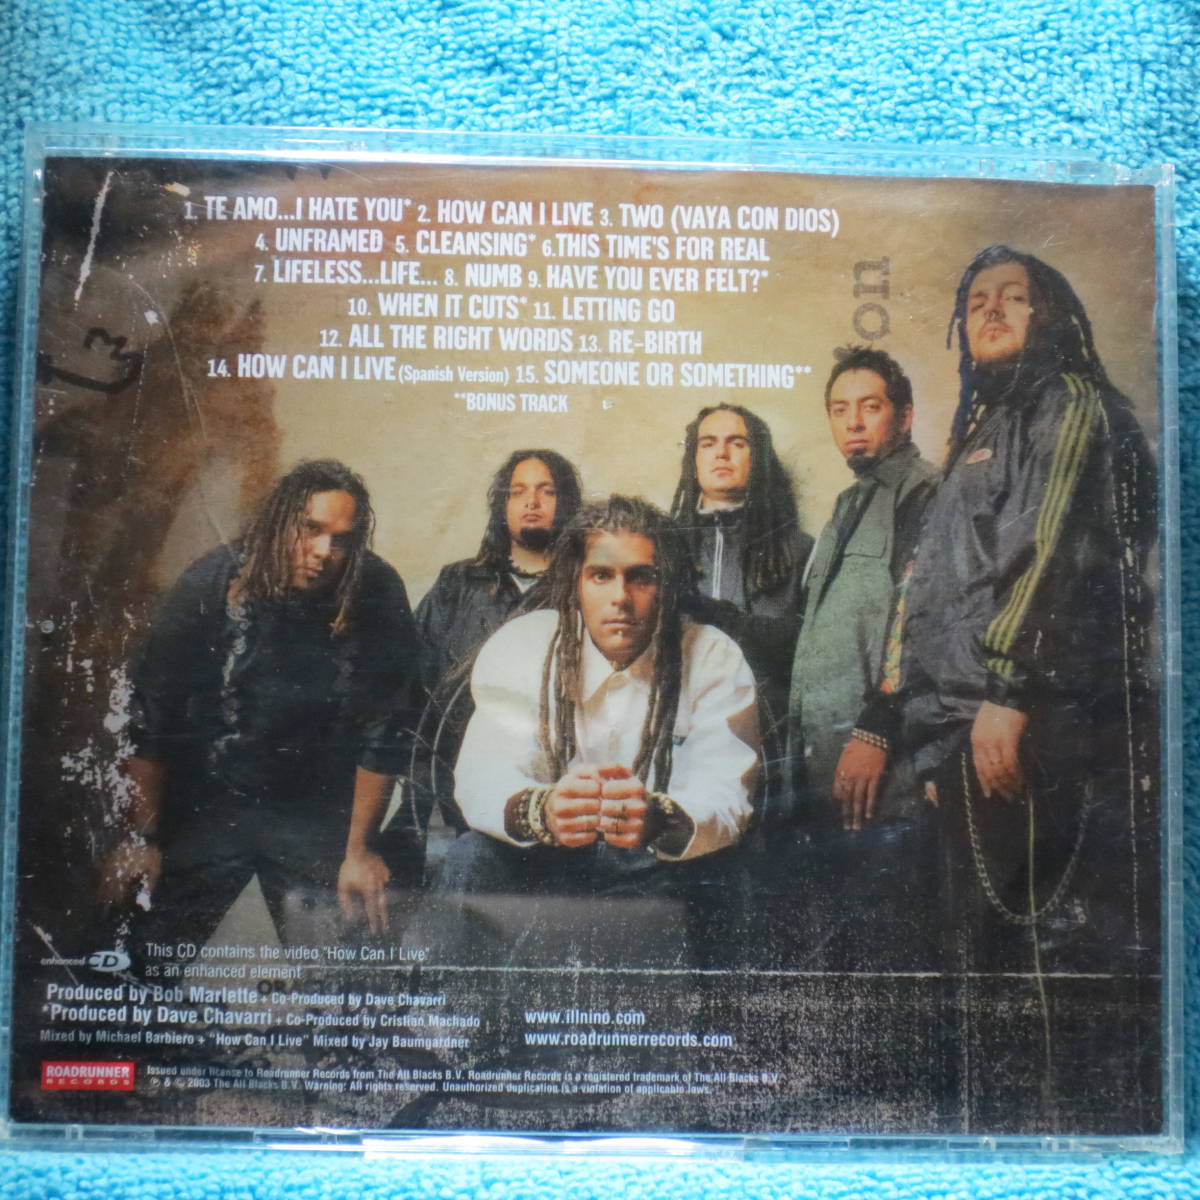 1. TE AMO...I HATE YOU* 2. HOW CAN I LIVE 3. TWO (VAYA CON DIOS)
4. UNFRAMED 5. CLEANSING* 6.THIS TIME'S FOR REAL
7. LIFELESS...LIFE... 8. NUMB 9. HAVE YOU EVER FELT?*
10. WHEN IT CUTS* 11. LETTING GO
12. ALL THE RIGHT WORDS 13. RE-BIRTH
14. HOW CAN I LIVE (Spanish Version) 15. SOMEONE OR SOMETHING**
**BONUS TRACK
on
enhanced CD
This CD contains the video "How Can I Live"
as an enhanced element
Produced by Bob Marlette + Co-Produced by Dave Chavarri
*Produced by Dave Chavarri + Co-Produced by Cristian Machado
Mixed by Michael Barbiero + "How Can I Live" Mixed by Jay Baumgardner
www.illnino.com
www.roadrunnerrecords.com
ROADRUNNER
RECORDS
Issued under license to Roadrunner Records from The All Blacks B.V. Roadrunner Records is a registered trademark of The All Blacks B.V.
℗ & © 2003 The All Blacks B.V. Warning: All rights reserved. Unauthorized duplication is a violation of applicable laws.